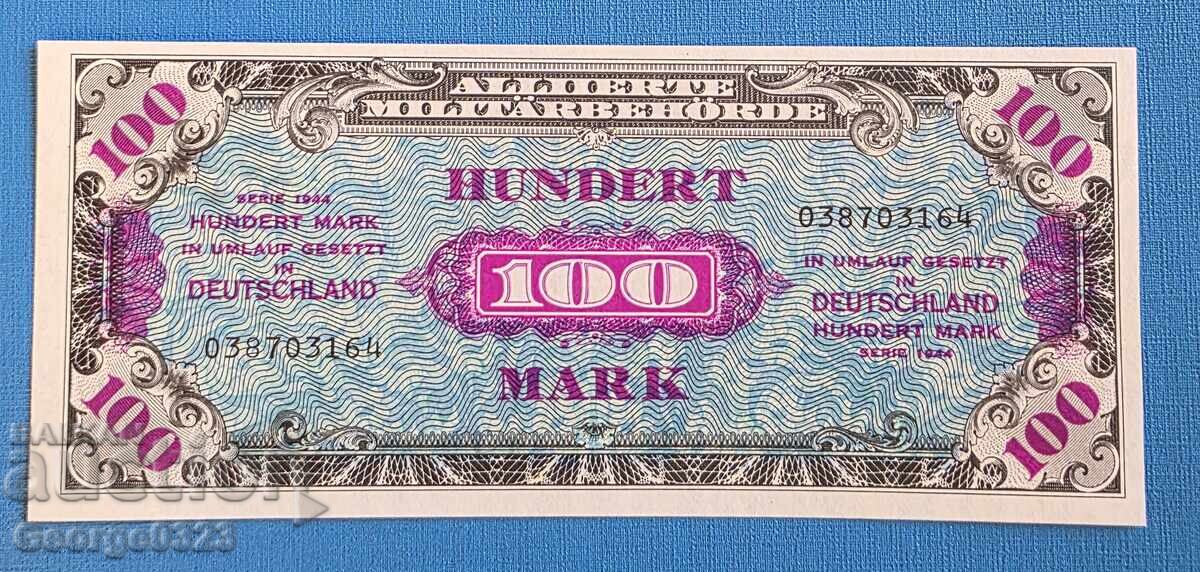 100
ALLIIERTE
MILITÄRBEHÖRDE
100
HUNDERT
SERIE 1944
HUNDERT MARK
IN UMLAUF GESETZT
IN
DEUTSCHLAND
038703164
100
038703164
IN UMLAUF GESETZT
IN
DEUTSCHLAND
HUNDERT MARK
SERIE 1944
MARK
100
100
BALKAN
auction
George0323